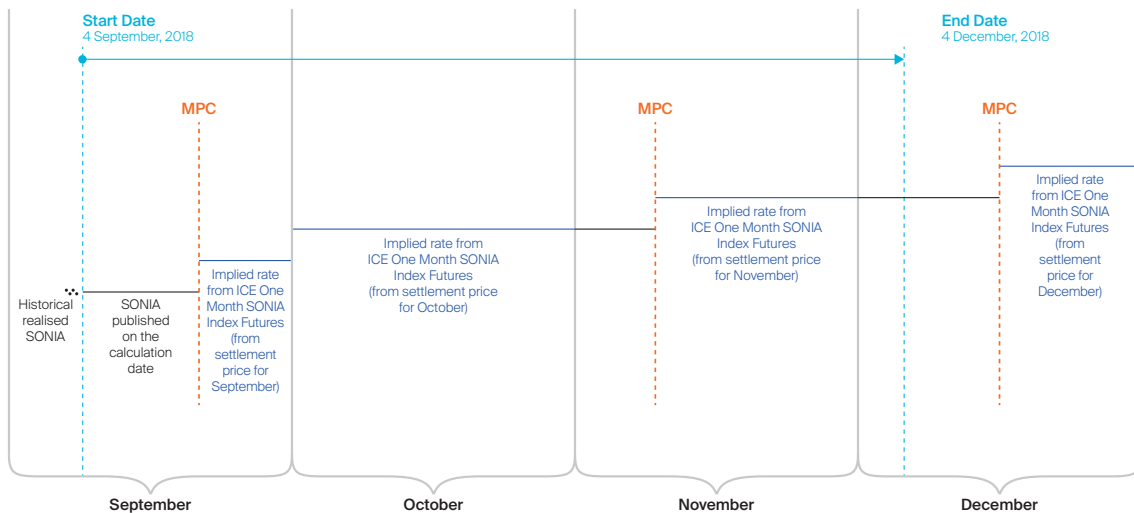 Start Date
4 September, 2018
End Date
4 December, 2018
MPC
MPC
MPC
Historical
realised
SONIA
SONIA
published
on the
calculation
date
Implied rate
from ICE One
Month SONIA
Index Futures
(from
settlement
price for
September)
Implied rate from
ICE One Month SONIA
Index Futures
(from settlement price
for October)
Implied rate from
ICE One Month SONIA
Index Futures
(from settlement price
for November)
Implied rate
from ICE One
Month SONIA
Index Futures
(from
settlement
price for
December)
September
October
November
December